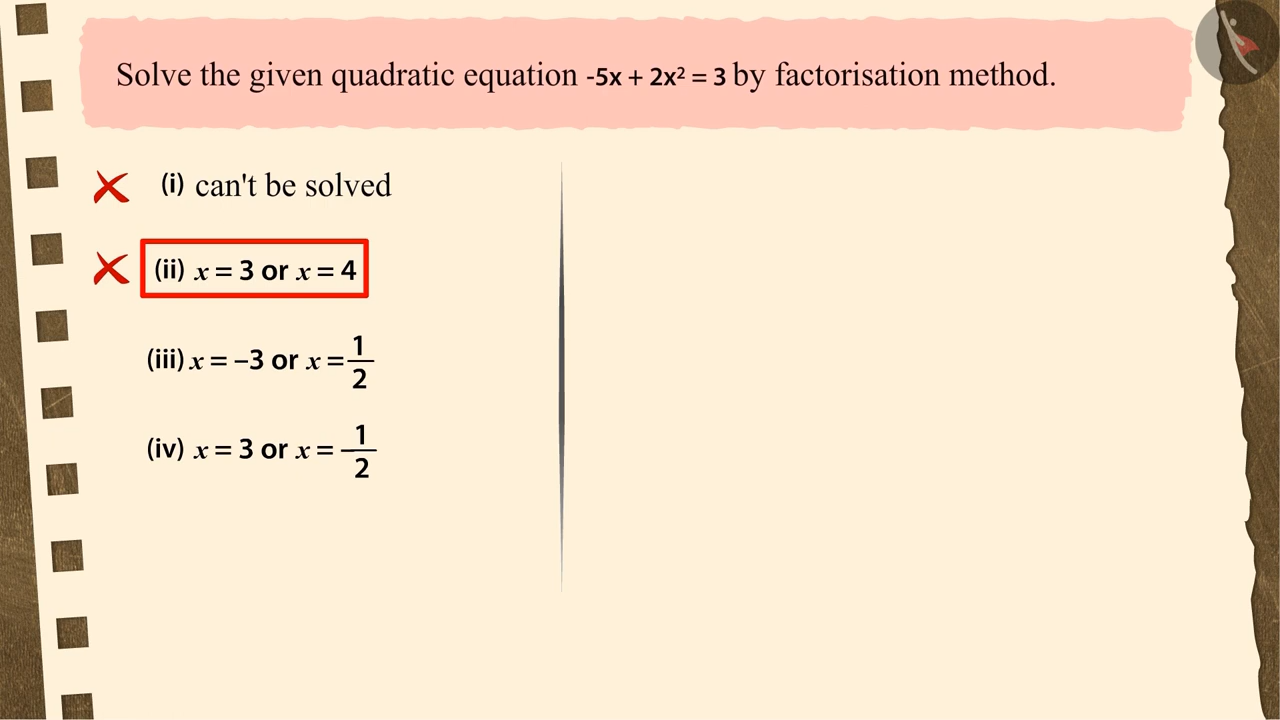 Solve the given quadratic equation -5x + 2x² = 3 by factorisation method.
(i) can't be solved
(ii) x = 3 or x = 4
(iii) x = –3 or x = 1/2
(iv) x = 3 or x = –1/2